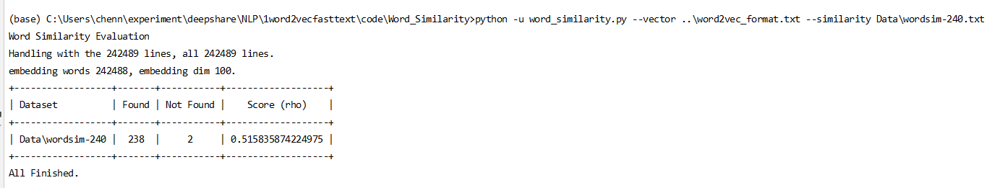 (base) C:\Users\chenn\experiment\deepshare\NLP\1word2vecfasttext\code\Word_Similarity>python -u word_similarity.py --vector ..\word2vec_format.txt --similarity Data\wordsim-240.txt
Word Similarity Evaluation
Handling with the 242489 lines, all 242489 lines.
embedding words 242488, embedding dim 100.
+------------------+-------+-----------+-------------------+
| Dataset          | Found | Not Found |    Score (rho)    |
+------------------+-------+-----------+-------------------+
| Data\wordsim-240 |  238  |     2     | 0.515835874224975 |
+------------------+-------+-----------+-------------------+
All Finished.